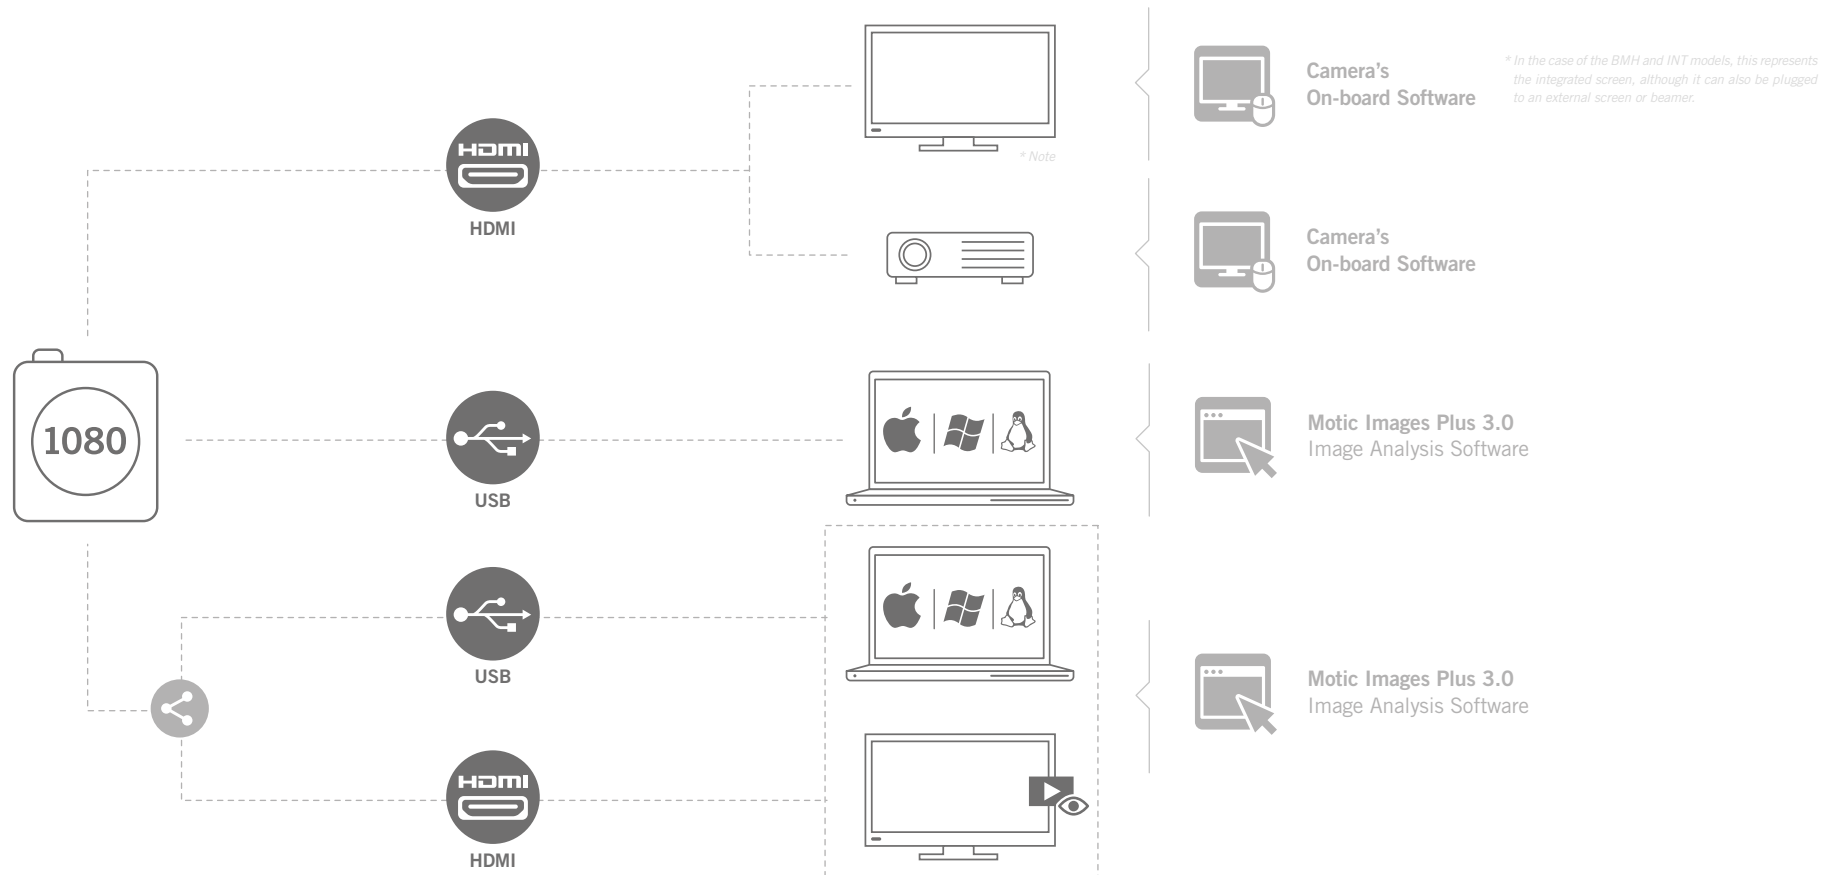 Camera's
On-board Software
* In the case of the BMH and INT models, this represents
the integrated screen, although it can also be plugged
to an external screen or beamer.
HDMI
* Note
HDMI
Camera's
On-board Software
1080
Motic Images Plus 3.0
Image Analysis Software
USB
USB
Motic Images Plus 3.0
Image Analysis Software
HDMI
HDMI